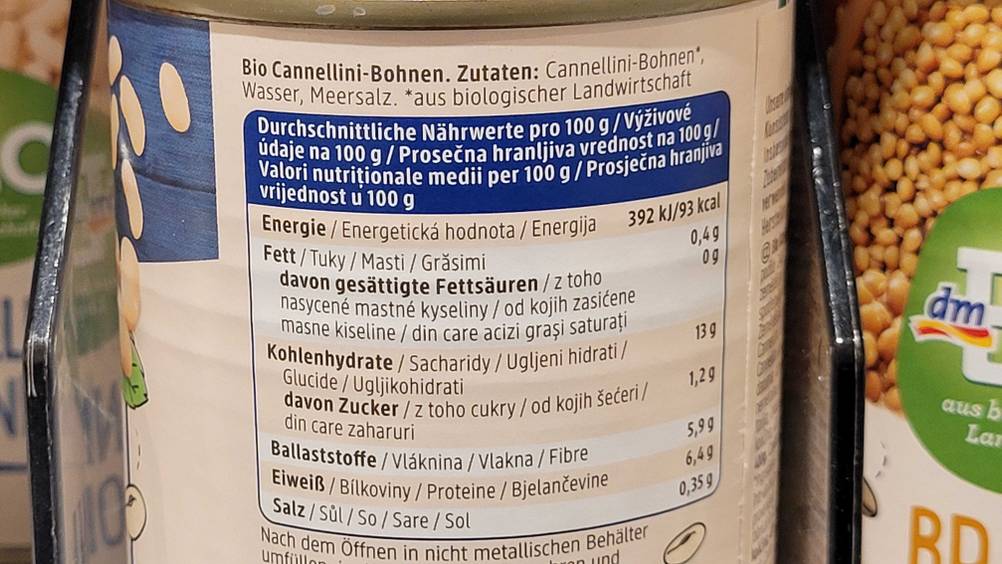 Bio Cannellini-Bohnen. Zutaten: Cannellini-Bohnen*,
Wasser, Meersalz. *aus biologischer Landwirtschaft
Durchschnittliche Nährwerte pro 100 g / Výživové
údaje na 100 g / Prosečna hranljiva vrednost na 100 g /
Valori nutriționale medii per 100 g / Prosječna hranjiva
vrijednost u 100 g
Energie / Energetická hodnota / Energija 392 kJ/93 kcal
Fett / Tuky / Masti / Grăsimi 0,4 g
davon gesättigte Fettsäuren / z toho 0 g
nasycené mastné kyseliny / od kojih zasićene
masne kiseline / din care acizi grași saturați
Kohlenhydrate / Sacharidy / Ugljeni hidrati / 13 g
Glucide / Ugljikohidrati
davon Zucker / z toho cukry / od kojih šećeri / 1,2 g
din care zaharuri
Ballaststoffe / Vláknina / Vlakna / Fibre 5,9 g
Eiweiß / Bílkoviny / Proteine / Bjelančevine 6,4 g
Salz / Sůl / So / Sare / Sol 0,35 g
Nach dem Öffnen in nicht metallischen Behälter
und
dm
aus b
Lan